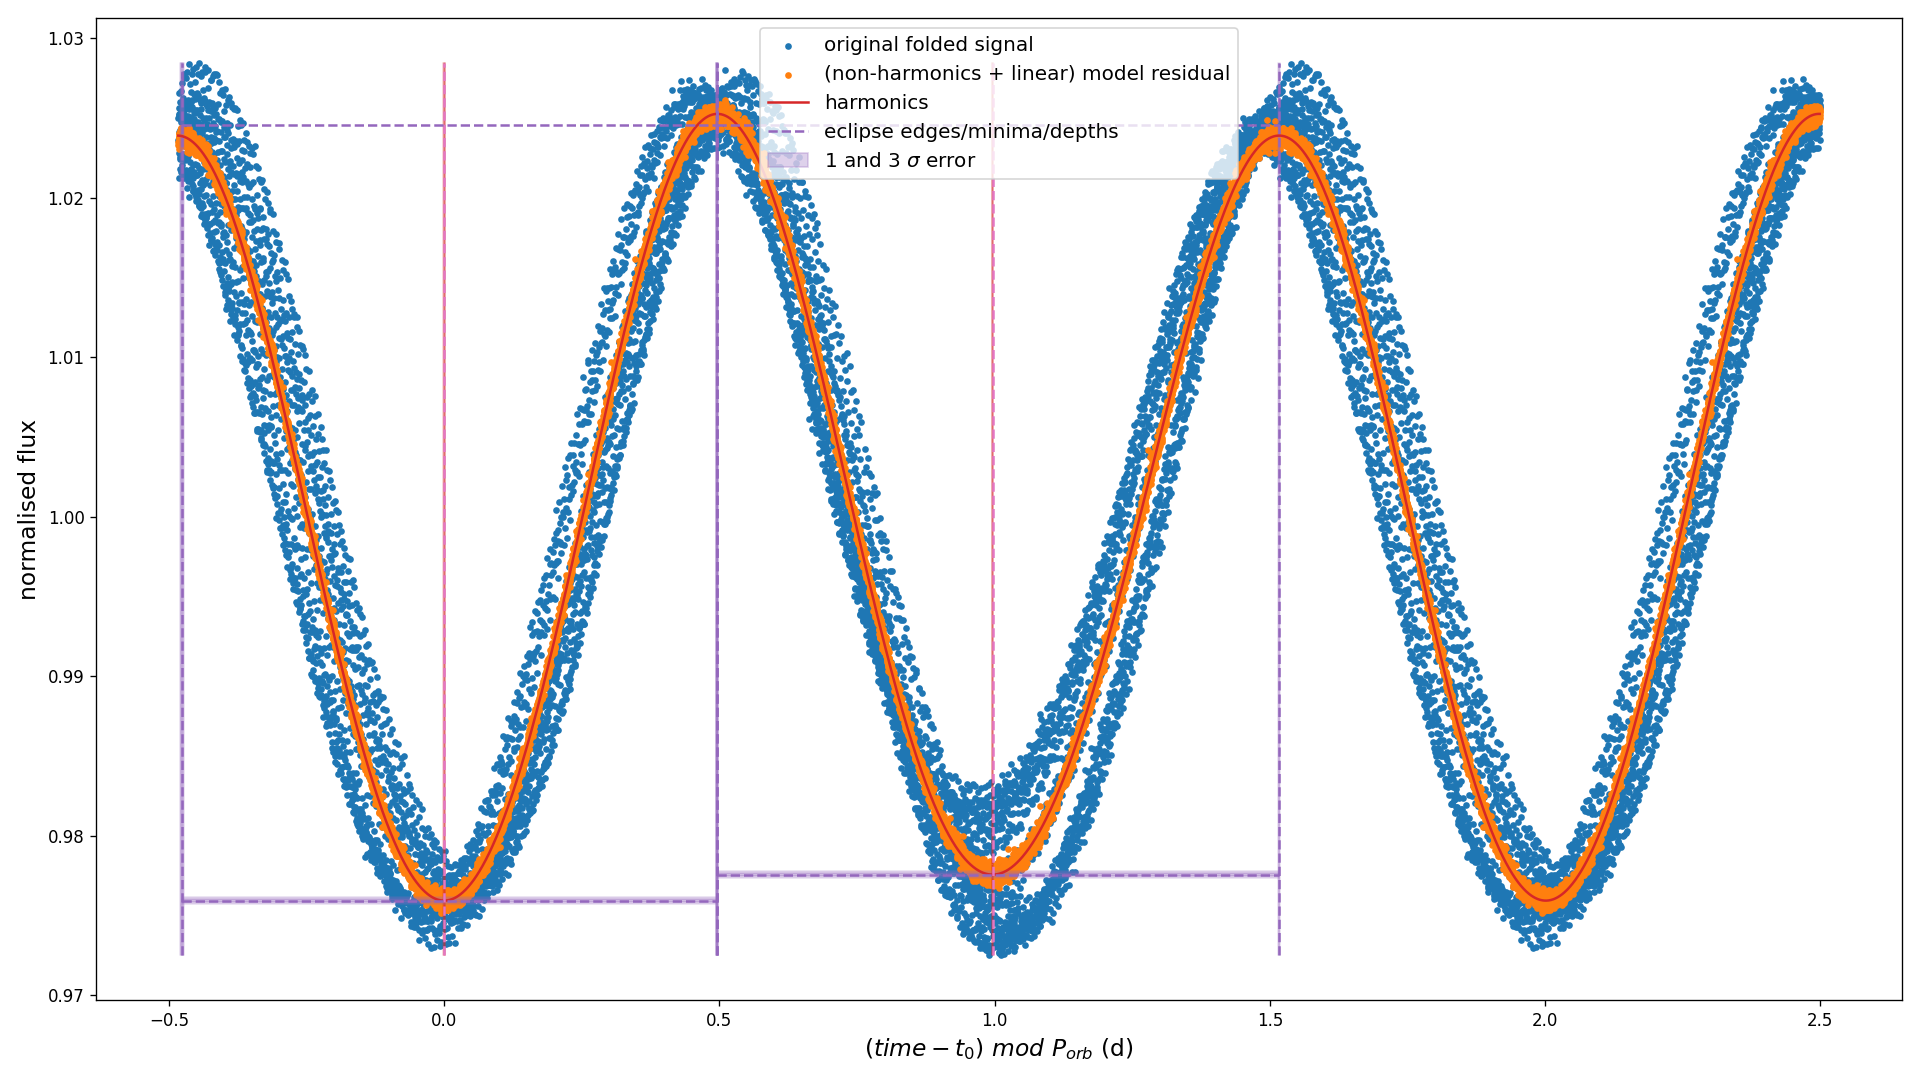 original folded signal
(non-harmonics + linear) model residual
harmonics
eclipse edges/minima/depths
1 and 3 σ error
normalised flux
1.03
1.02
1.01
1.00
0.99
0.98
0.97
−0.5 0.0 0.5 1.0 1.5 2.0 2.5
(time − t₀) mod Pₒᵣb (d)